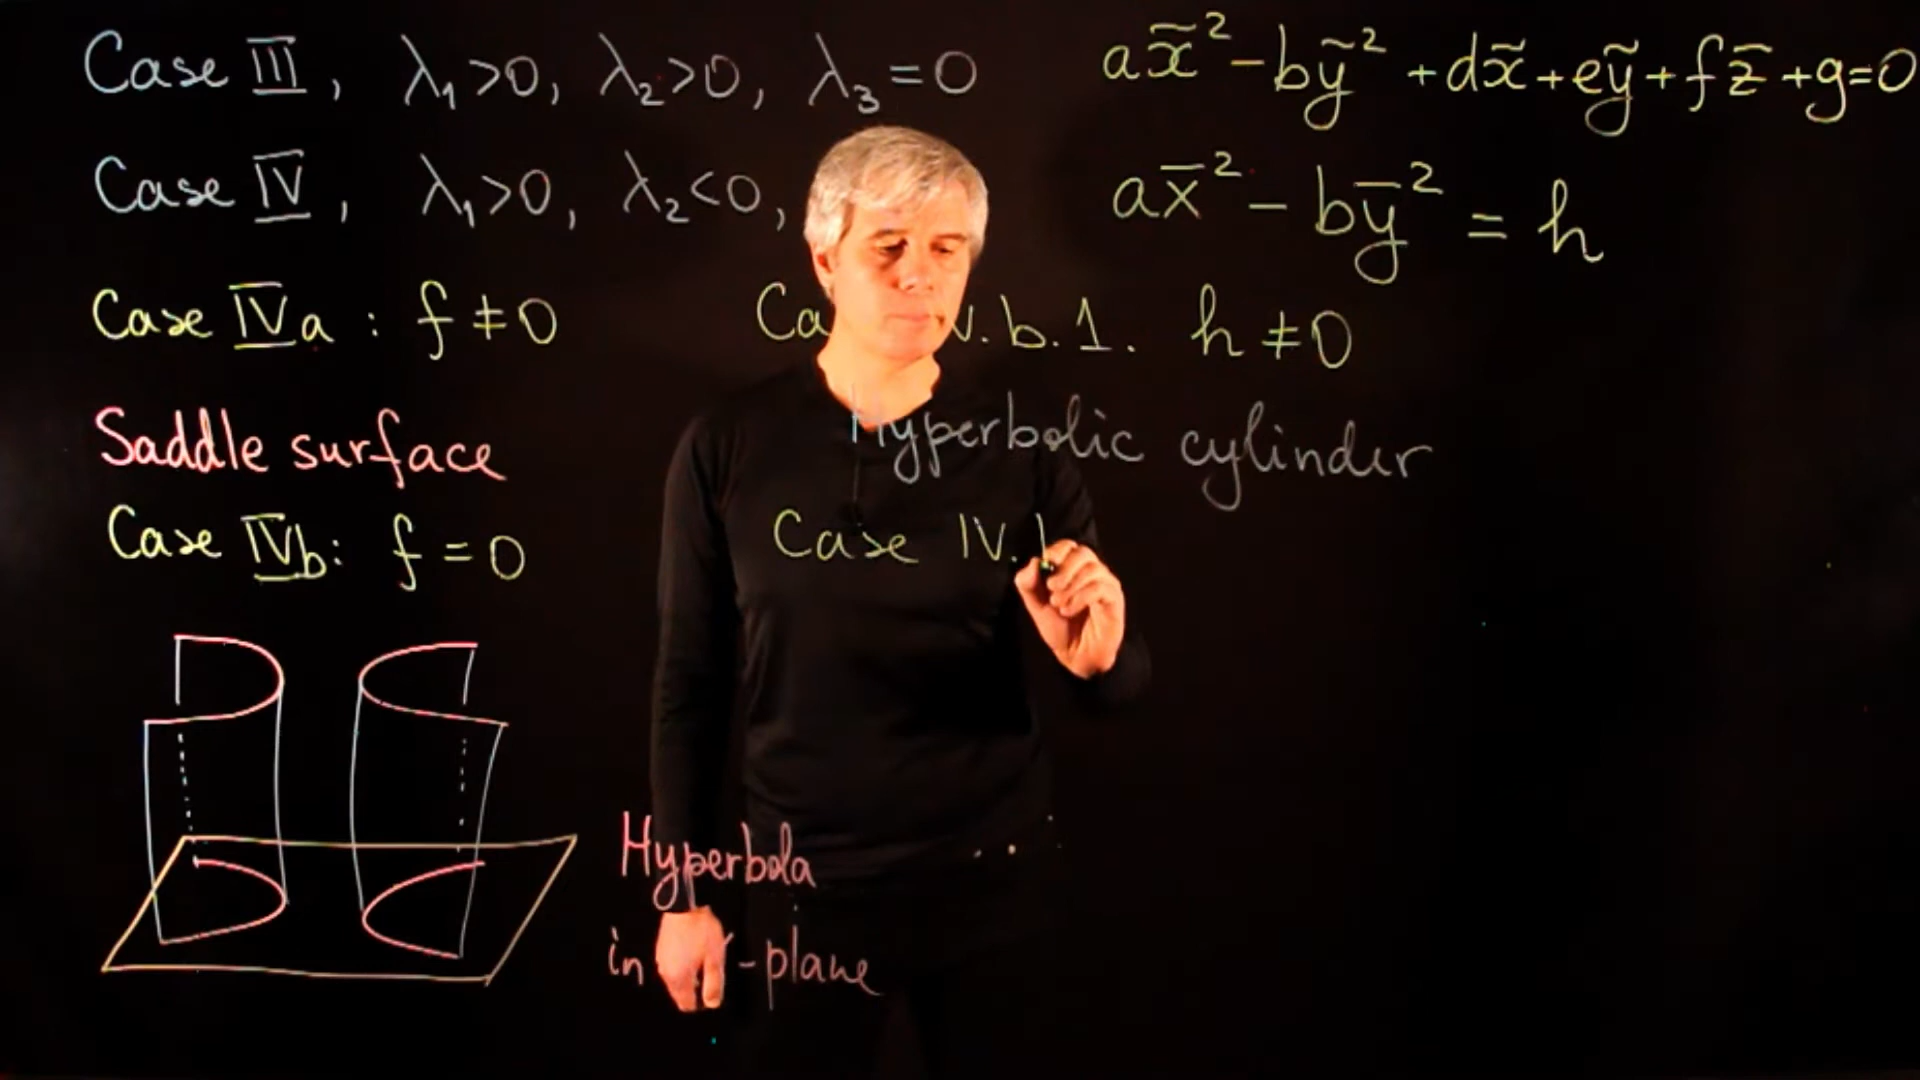 Case III, λ₁>0, λ₂>0, λ₃=0
Case IV, λ₁>0, λ₂<0,
Case IVa : f ≠ 0
Saddle surface
Case IVb: f = 0
ax̃² - bỹ² + dx̃ + eỹ + fz̃ + g = 0
ax̄² - bȳ² = h
.b.1. h ≠ 0
Hyperbolic cylinder
Case IV.
Hyperbola
in -plane